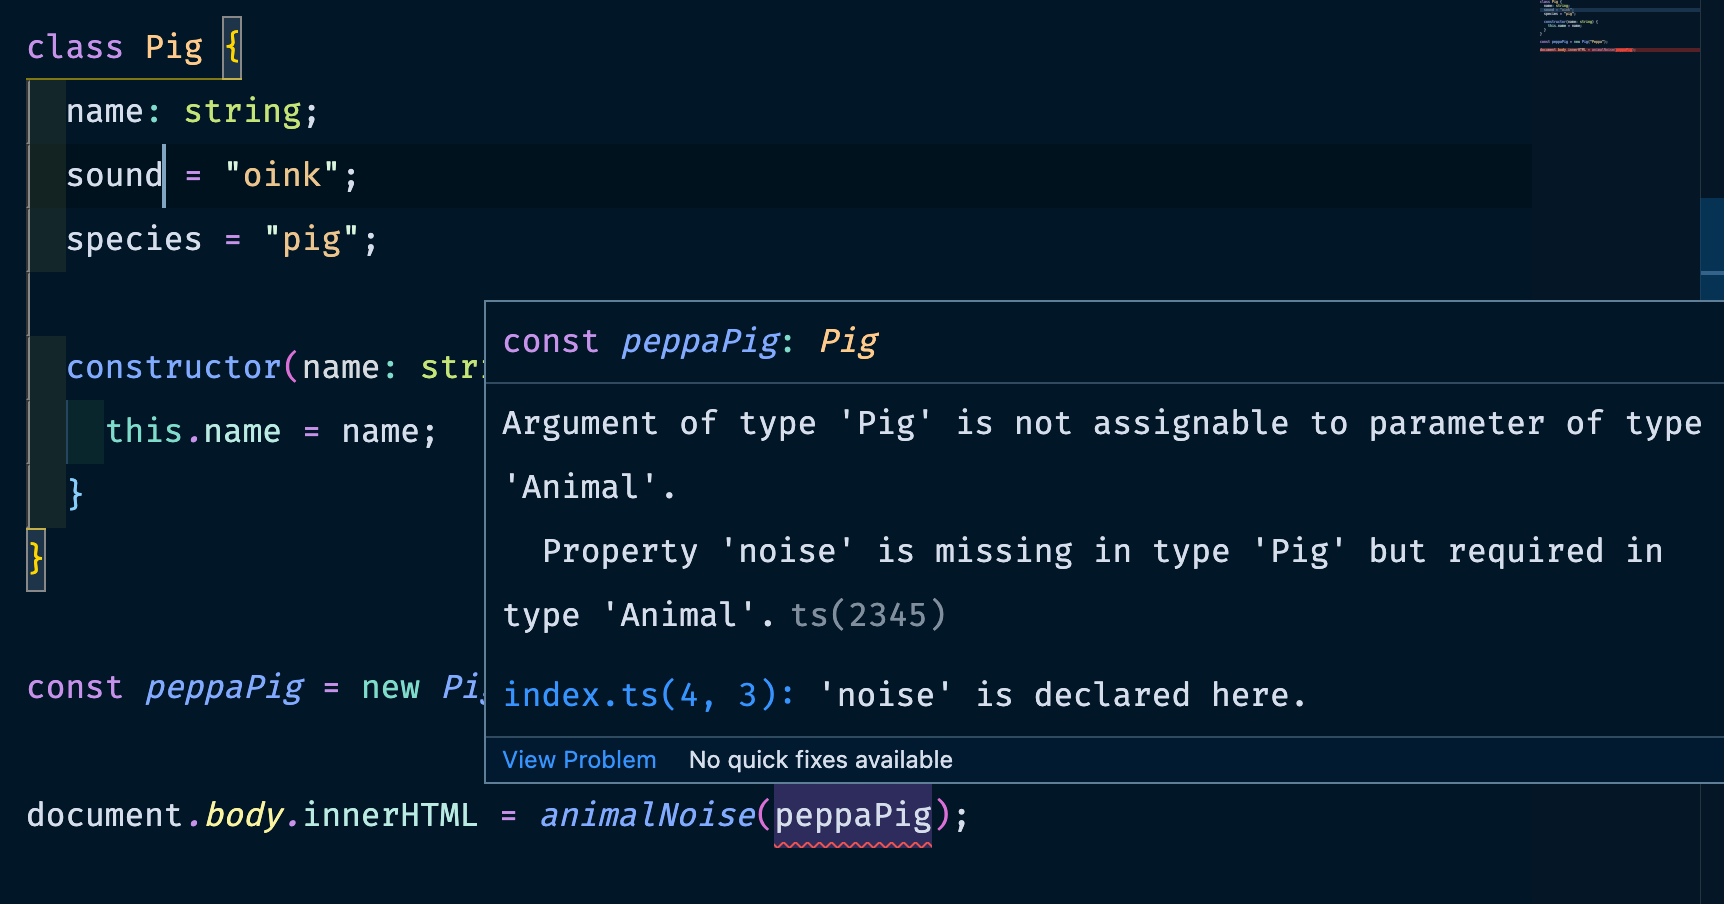 class Pig {
name: string;
sound = "oink";
species = "pig";
constructor(name: str
this.name = name;
}
}
const peppaPig = new Pig
document.body.innerHTML = animalNoise(peppaPig);
const peppaPig: Pig
Argument of type 'Pig' is not assignable to parameter of type
'Animal'.
Property 'noise' is missing in type 'Pig' but required in
type 'Animal'. ts(2345)
index.ts(4, 3): 'noise' is declared here.
View Problem No quick fixes available